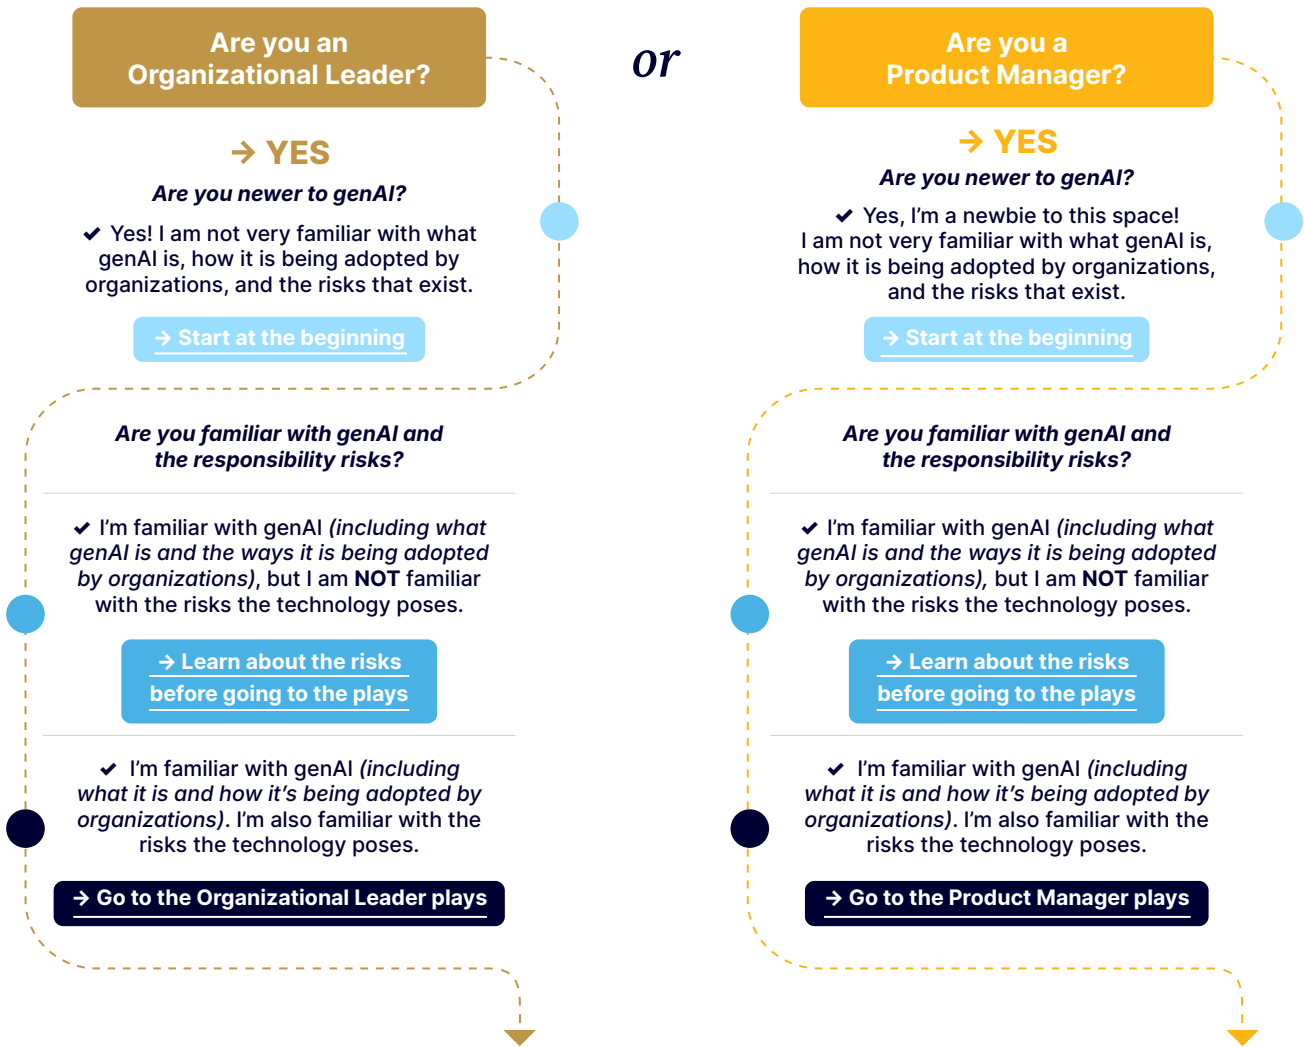 Are you an
Organizational Leader?
→ YES
Are you newer to genAI?
✔ Yes! I am not very familiar with what
genAI is, how it is being adopted by
organizations, and the risks that exist.
→ Start at the beginning
Are you familiar with genAI and
the responsibility risks?
✔ I'm familiar with genAI (including what
genAI is and the ways it is being adopted
by organizations), but I am NOT familiar
with the risks the technology poses.
→ Learn about the risks
before going to the plays
✔ I'm familiar with genAI (including
what it is and how it's being adopted by
organizations). I'm also familiar with the
risks the technology poses.
→ Go to the Organizational Leader plays
or
Are you a
Product Manager?
→ YES
Are you newer to genAI?
✔ Yes, I'm a newbie to this space!
I am not very familiar with what genAI is,
how it is being adopted by organizations,
and the risks that exist.
→ Start at the beginning
Are you familiar with genAI and
the responsibility risks?
✔ I'm familiar with genAI (including what
genAI is and the ways it is being adopted
by organizations), but I am NOT familiar
with the risks the technology poses.
→ Learn about the risks
before going to the plays
✔ I'm familiar with genAI (including
what it is and how it's being adopted by
organizations). I'm also familiar with the
risks the technology poses.
→ Go to the Product Manager plays